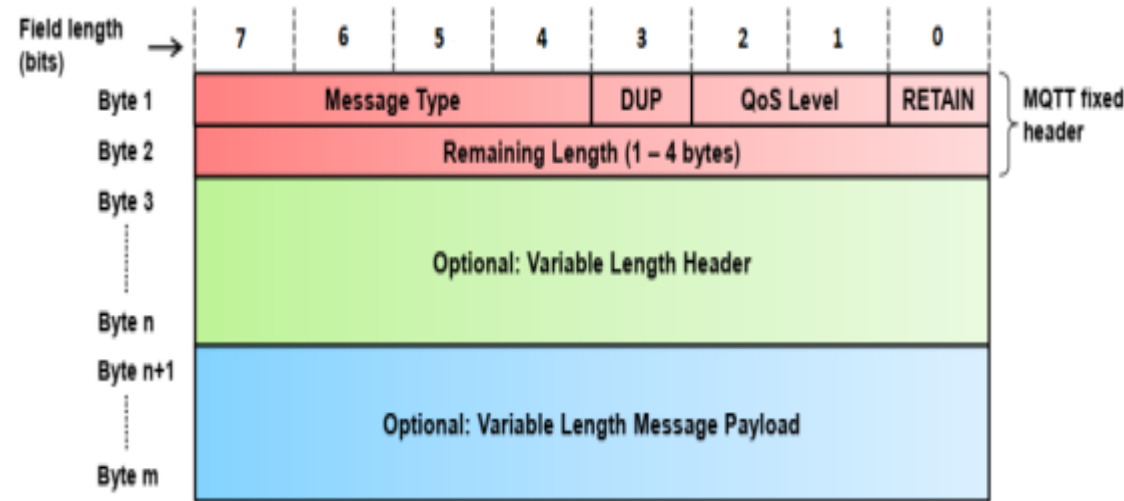 Field length
(bits)
7 6 5 4 3 2 1 0
Byte 1
Message Type DUP QoS Level RETAIN
MQTT fixed
header
Byte 2
Remaining Length (1 – 4 bytes)
Byte 3
Optional: Variable Length Header
Byte n
Byte n+1
Optional: Variable Length Message Payload
Byte m